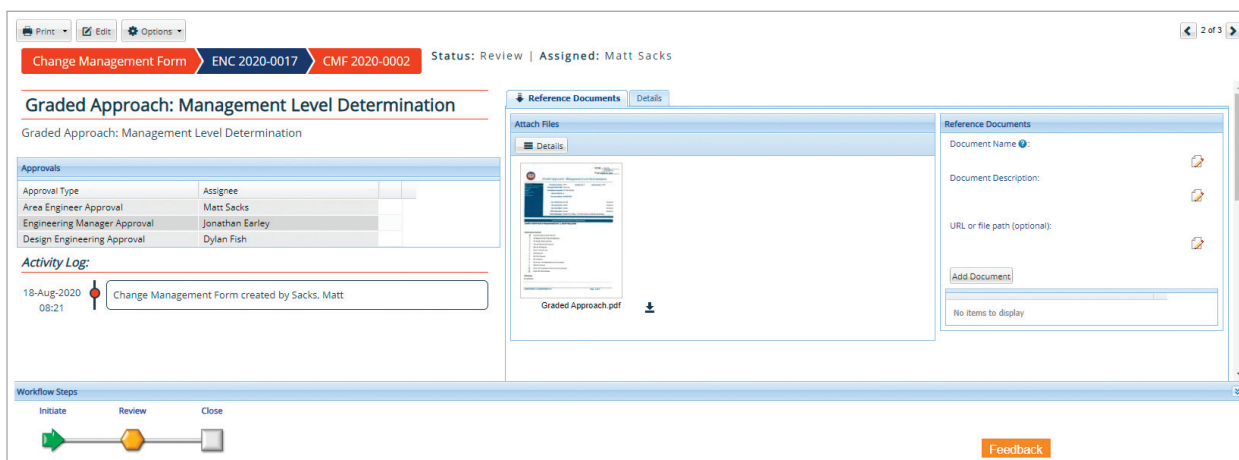 Print
Edit
Options
2 of 3
Change Management Form
ENC 2020-0017
CMF 2020-0002
Status: Review | Assigned: Matt Sacks
Graded Approach: Management Level Determination
Graded Approach: Management Level Determination
Approvals
Approval Type Assignee
Area Engineer Approval Matt Sacks
Engineering Manager Approval Jonathan Earley
Design Engineering Approval Dylan Fish
Activity Log:
18-Aug-2020
08:21
Change Management Form created by Sacks, Matt
Reference Documents
Details
Attach Files
Details
Graded Approach.pdf
Reference Documents
Document Name ?:
Document Description:
URL or file path (optional):
Add Document
No items to display
Workflow Steps
Initiate Review Close
Feedback